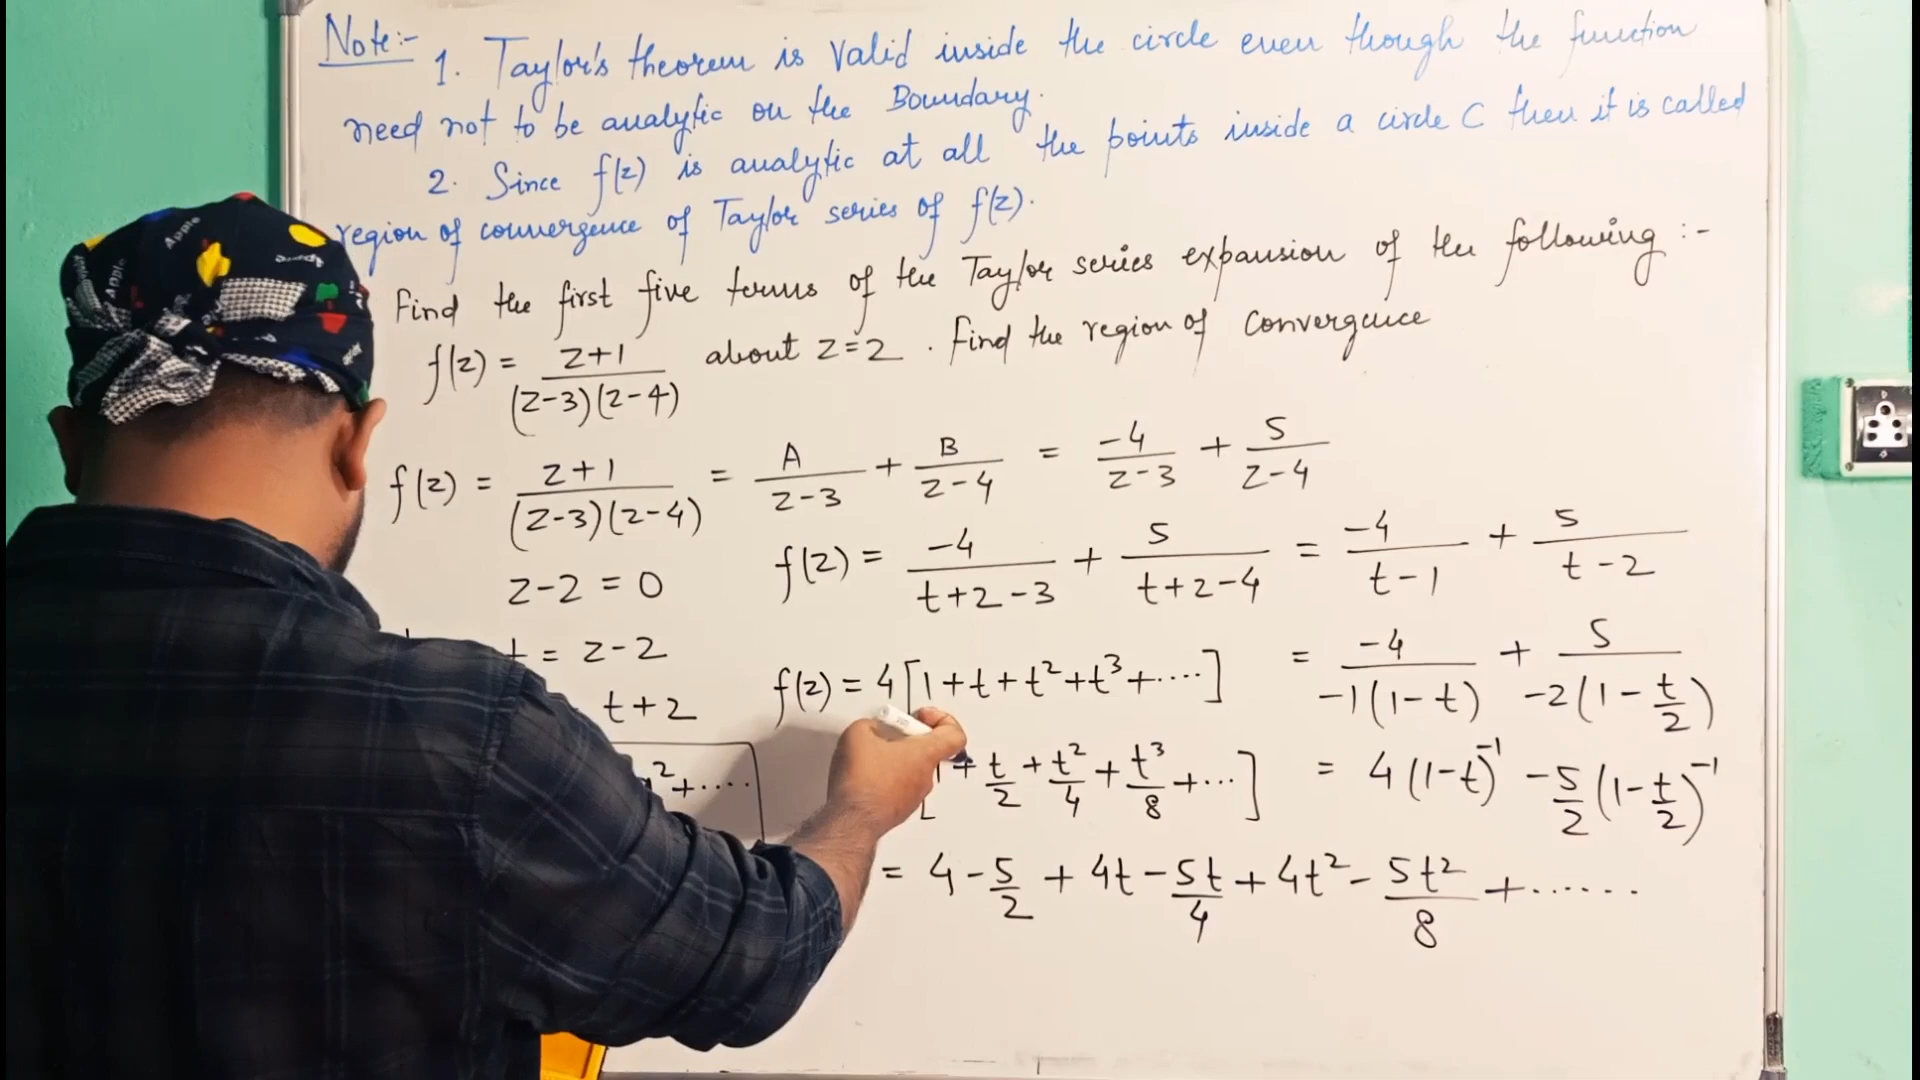 Note:-
1. Taylor's theorem is valid inside the circle even though the function
need not to be analytic on the Boundary.
2. Since f(z) is analytic at all the points inside a circle C then it is called
region of convergence of Taylor series of f(z).
Find the first five terms of the Taylor series expansion of the following :-
f(z) = z+1/(z-3)(z-4) about z=2. find the region of convergence
f(z) = z+1/(z-3)(z-4) = A/z-3 + B/z-4 = -4/z-3 + 5/z-4
z-2 = 0
f(z) = -4/t+2-3 + 5/t+2-4 = -4/t-1 + 5/t-2
t = z-2
t+2
f(z) = 4[1+t+t²+t³+....] = -4/-1(1-t) + 5/-2(1-t/2)
²+....
[1+t/2+t²/4+t³/8+...] = 4(1-t)⁻¹ -5/2(1-t/2)⁻¹
= 4-5/2 + 4t-5t/4+4t²-5t²/8 +......
Apple
Apple